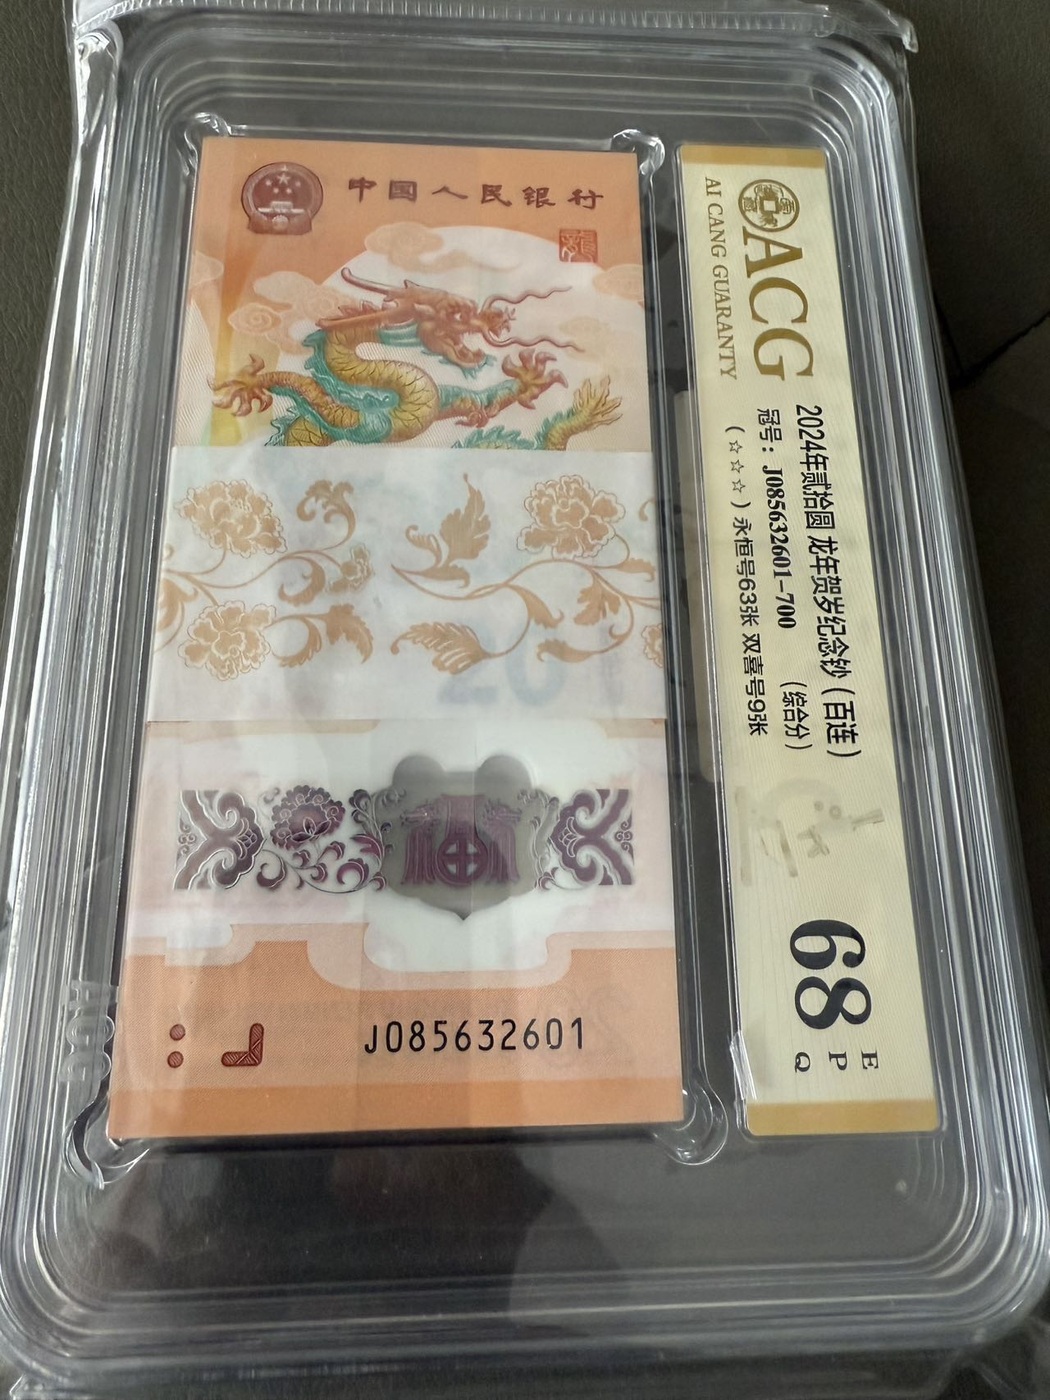 中国人民银行
龍
J085632601
ACG
AI CANG GUARANTY
2024年贰拾圆 龙年贺岁纪念钞（百连）
冠号：J085632601-700 （综合分）
（☆☆☆）永恒号63张 双喜号9张
68
E
P
Q